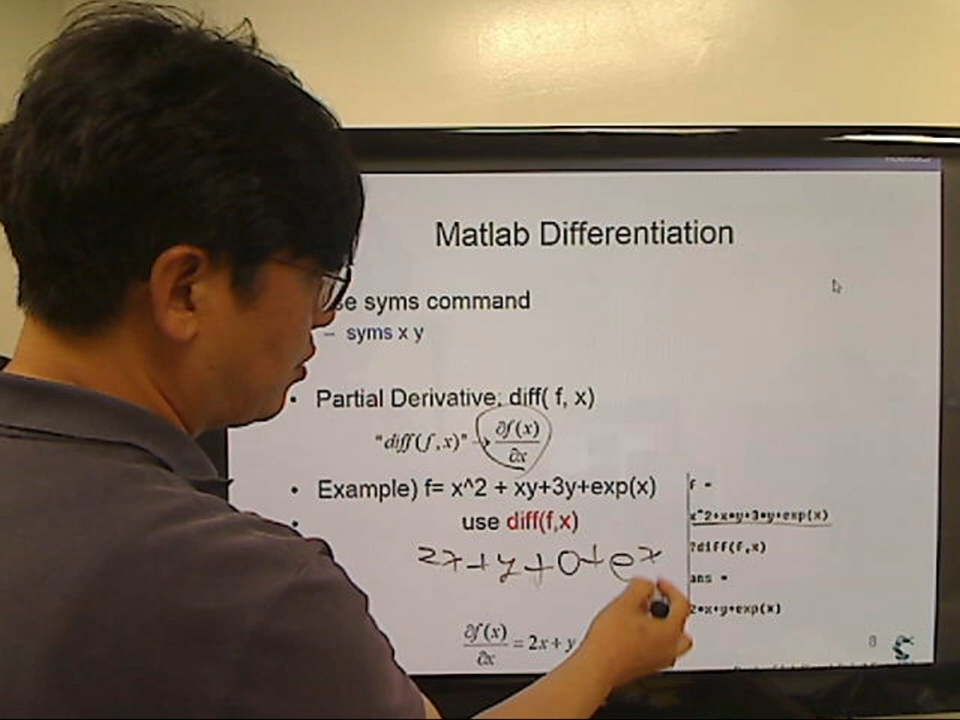 Matlab Differentiation
se syms command
– syms x y
• Partial Derivative: diff( f, x)
"diff(f,x)" → ∂f(x)/∂x
• Example) f= x^2 + xy+3y+exp(x)
• use diff(f,x)
2x+y+0+e^x
∂f(x)/∂x = 2x+y
f =
x^2+x*y+3*y+exp(x)
?diff(f,x)
ans =
2*x+y+exp(x)
8